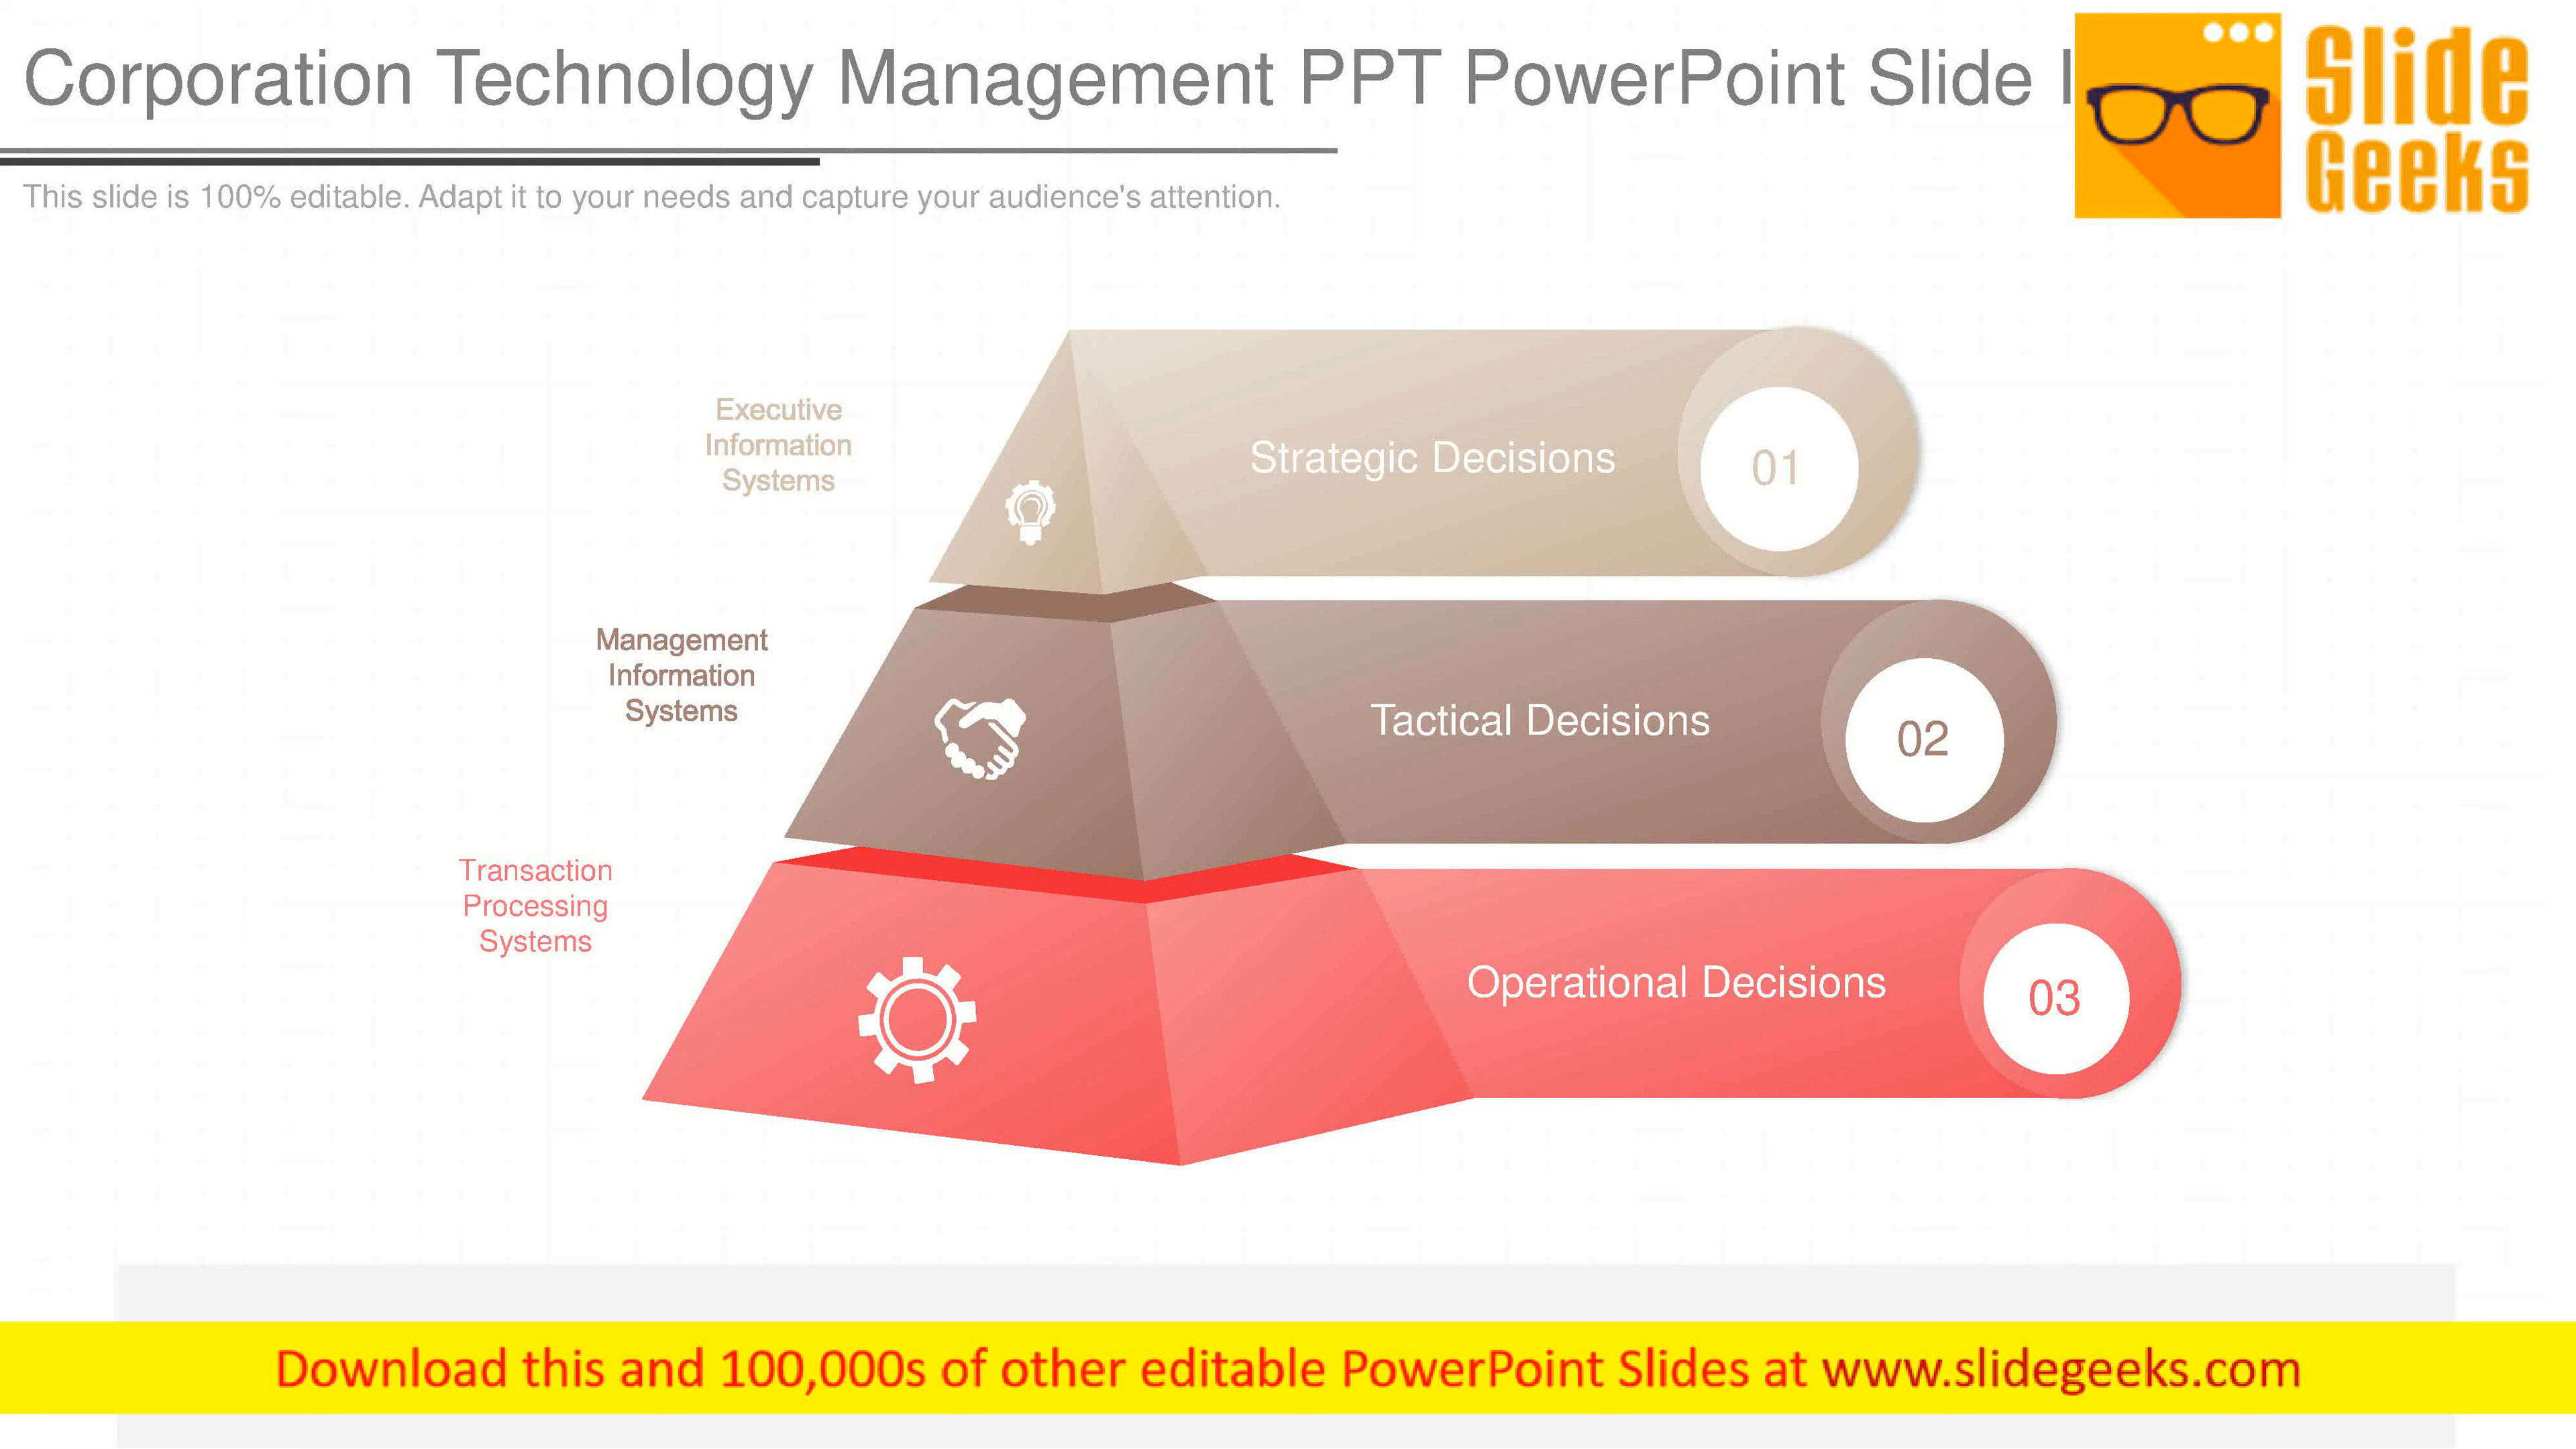 Corporation Technology Management PPT PowerPoint Slide
Slide
Geeks
This slide is 100% editable. Adapt it to your needs and capture your audience's attention.
Executive
Information
Systems
Strategic Decisions
01
Management
Information
Systems
Tactical Decisions
02
Transaction
Processing
Systems
Operational Decisions
03
Download this and 100,000s of other editable PowerPoint Slides at www.slidegeeks.com